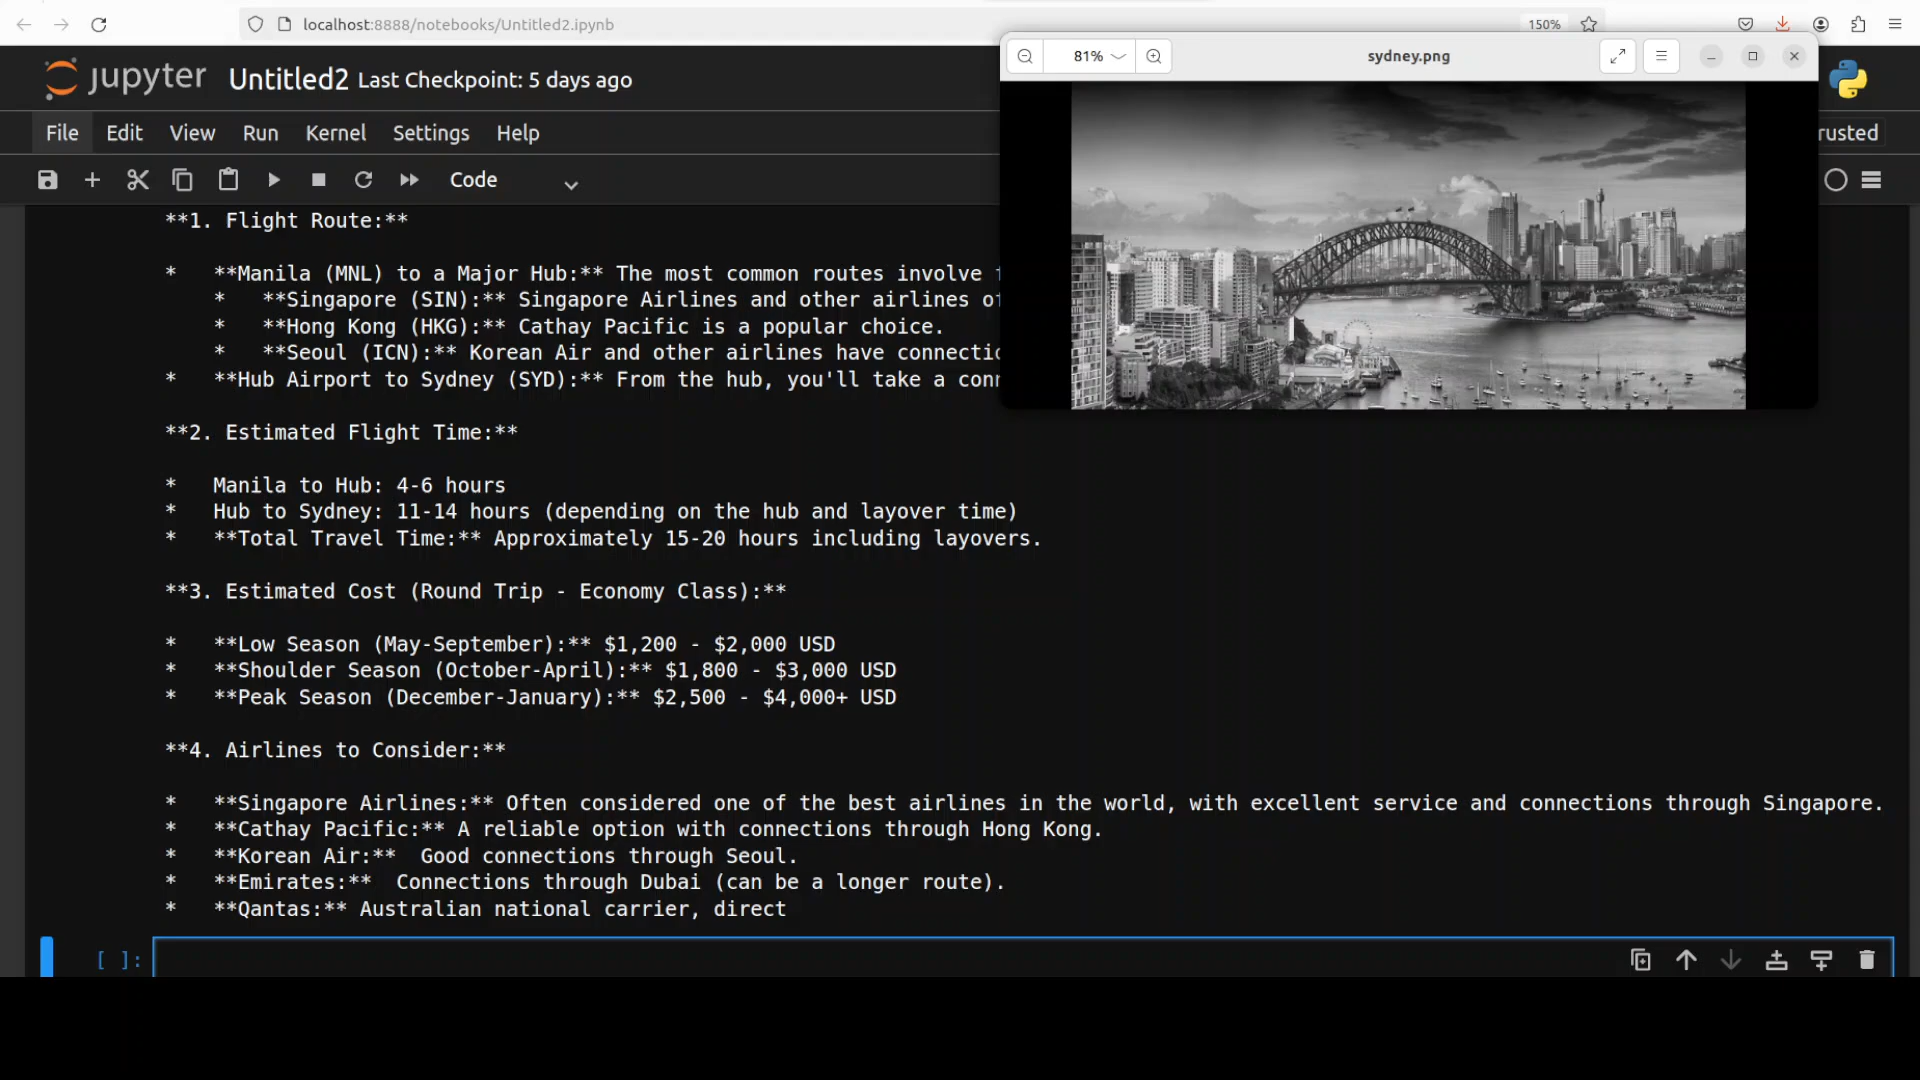 localhost:8888/notebooks/Untitled2.ipynb
150%
81%
sydney.png
jupyter
Untitled2 Last Checkpoint: 5 days ago
File Edit View Run Kernel Settings Help
rusted
Code
**1. Flight Route:**
* **Manila (MNL) to a Major Hub:** The most common routes involve
* **Singapore (SIN):** Singapore Airlines and other airlines
* **Hong Kong (HKG):** Cathay Pacific is a popular choice.
* **Seoul (ICN):** Korean Air and other airlines have
* **Hub Airport to Sydney (SYD):** From the hub, you'll take a
**2. Estimated Flight Time:**
* Manila to Hub: 4-6 hours
* Hub to Sydney: 11-14 hours (depending on the hub and layover time)
* **Total Travel Time:** Approximately 15-20 hours including layovers.
**3. Estimated Cost (Round Trip - Economy Class):**
* **Low Season (May-September):** $1,200 - $2,000 USD
* **Shoulder Season (October-April):** $1,800 - $3,000 USD
* **Peak Season (December-January):** $2,500 - $4,000+ USD
**4. Airlines to Consider:**
* **Singapore Airlines:** Often considered one of the best airlines in the world, with excellent service and connections through Singapore.
* **Cathay Pacific:** A reliable option with connections through Hong Kong.
* **Korean Air:** Good connections through Seoul.
* **Emirates:** Connections through Dubai (can be a longer route).
* **Qantas:** Australian national carrier, direct
[ ]: